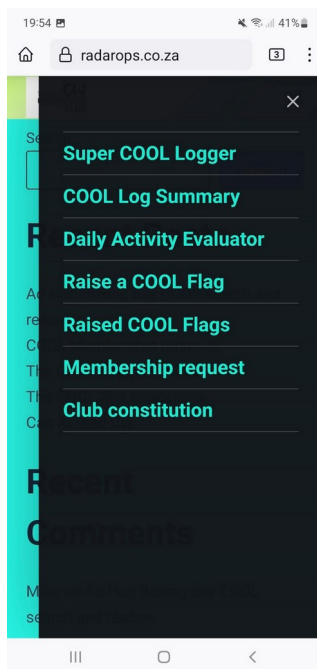 19:54
41%
radarops.co.za
3
Super COOL Logger
COOL Log Summary
Daily Activity Evaluator
Raise a COOL Flag
Raised COOL Flags
Membership request
Club constitution
Recent
Comments